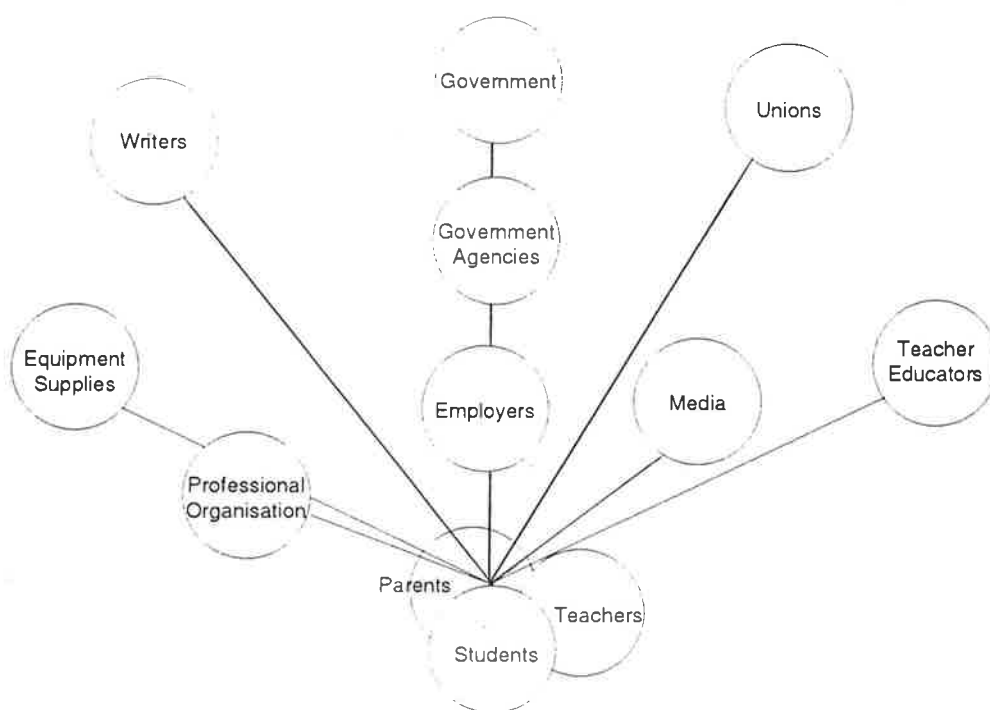 Government
Unions
Writers
Government
Agencies
Equipment
Supplies
Teacher
Educators
Employers
Media
Professional
Organisation
Parents
Teachers
Students